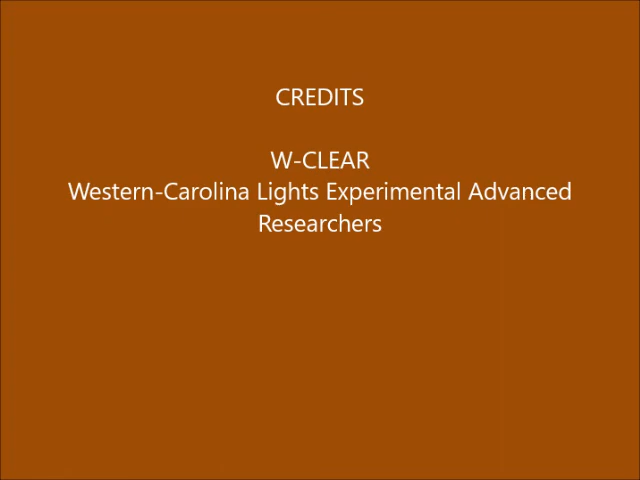 CREDITS
W-CLEAR
Western-Carolina Lights Experimental Advanced
Researchers